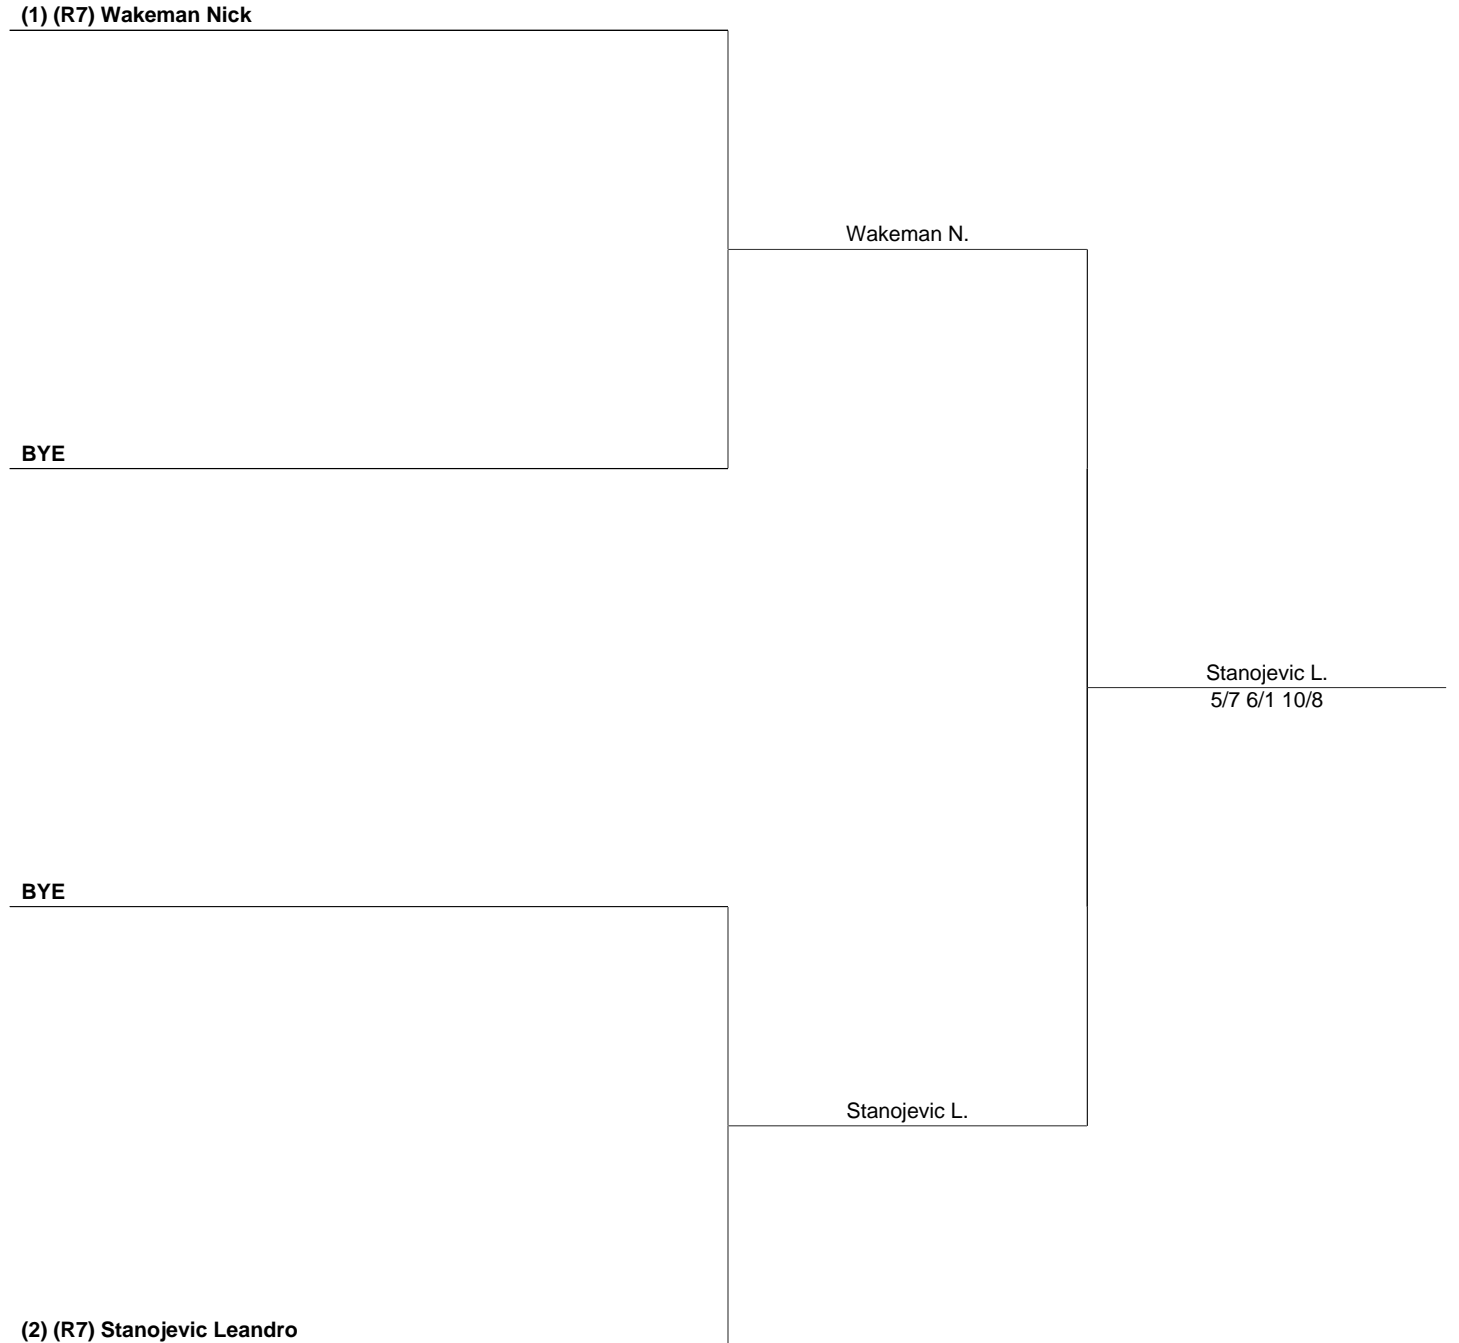 (1) (R7) Wakeman Nick
Wakeman N.
BYE
Stanojevic L.
5/7 6/1 10/8
BYE
Stanojevic L.
(2) (R7) Stanojevic Leandro